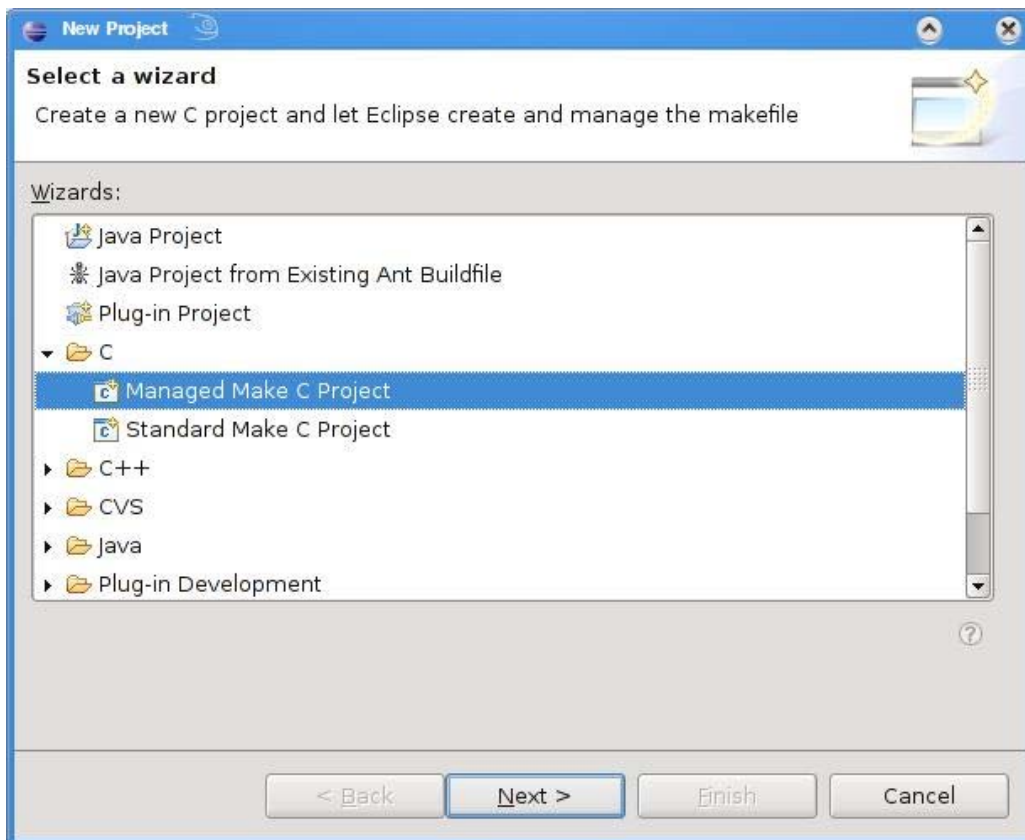 New Project
Select a wizard
Create a new C project and let Eclipse create and manage the makefile
Wizards:
Java Project
Java Project from Existing Ant Buildfile
Plug-in Project
C
Managed Make C Project
Standard Make C Project
C++
CVS
Java
Plug-in Development
< Back Next > Finish Cancel